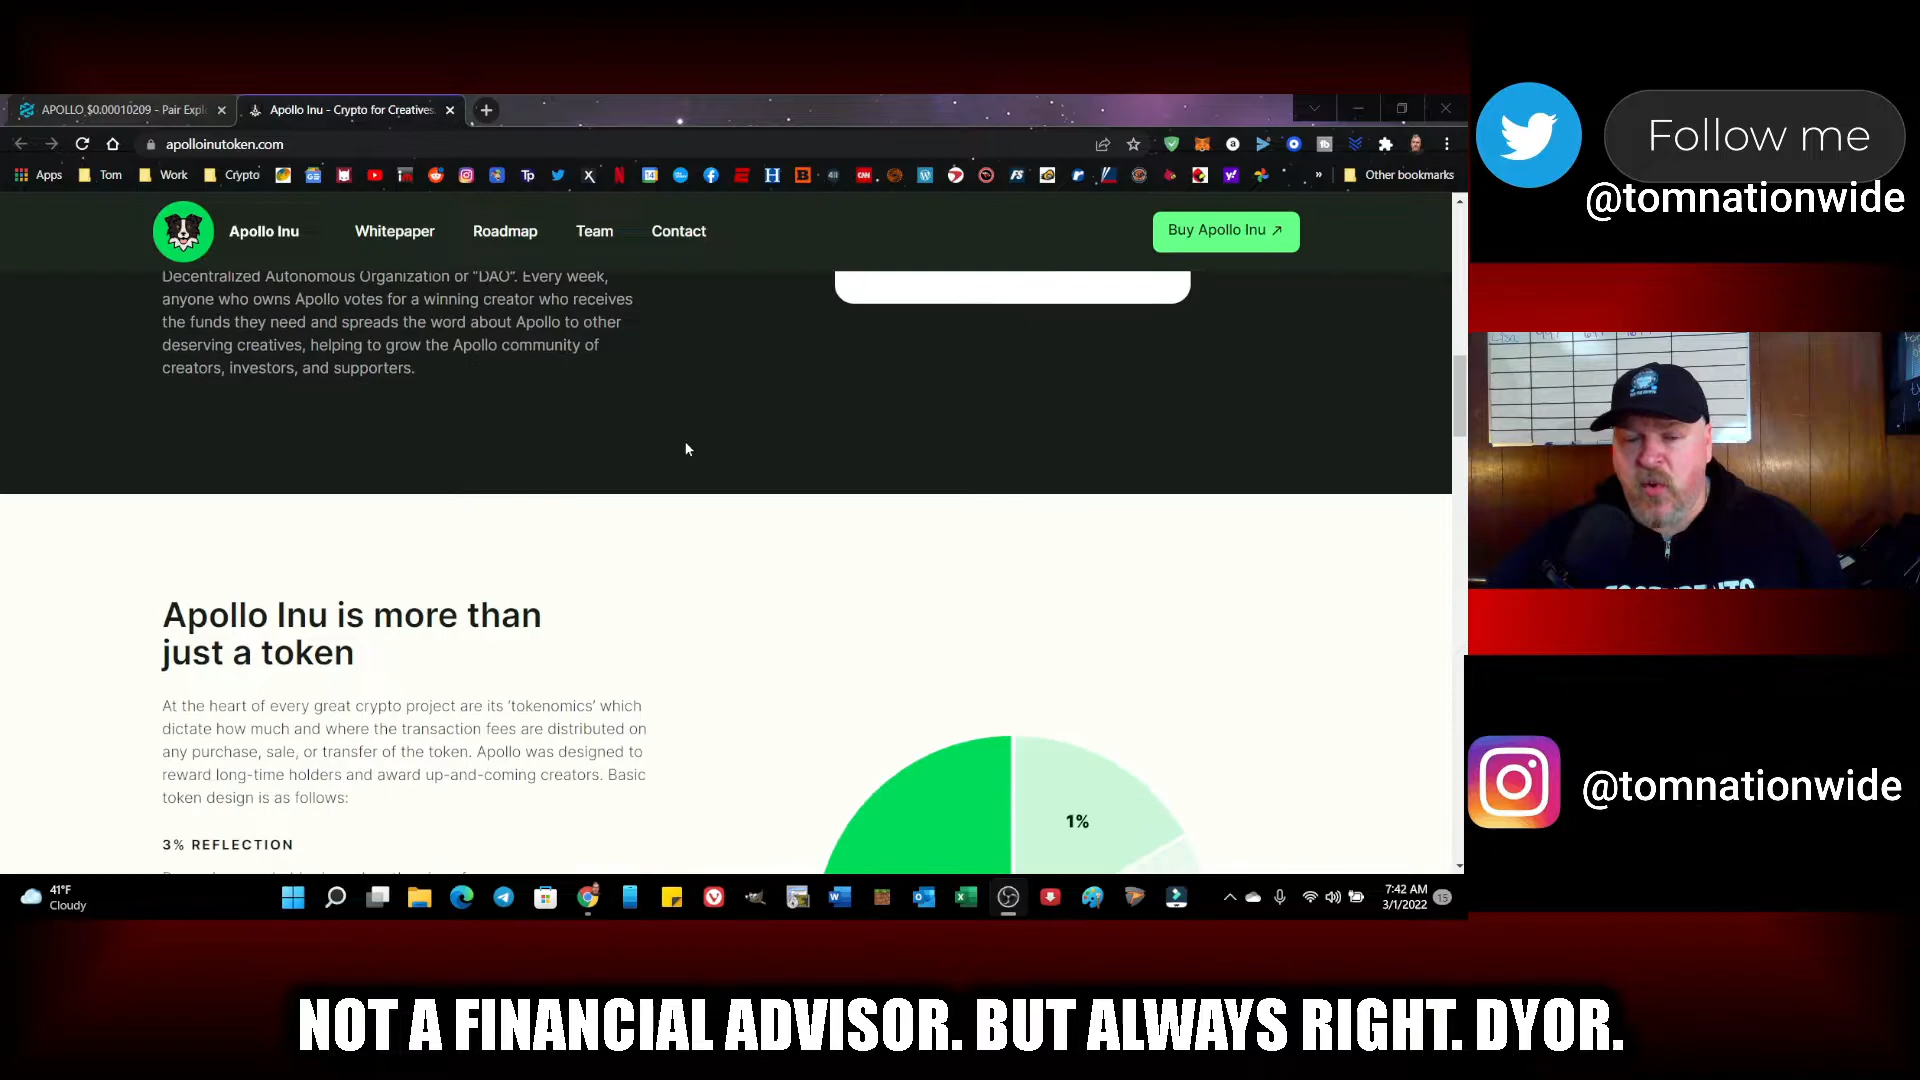 APOLLO $0.00010209 - Pair Expl
Apollo Inu - Crypto for Creatives.
apolloinutoken.com
Apps
Tom
Work
Crypto
Other bookmarks
Apollo Inu
Whitepaper
Roadmap
Team
Contact
Buy Apollo Inu ↗
Decentralized Autonomous Organization or “DAO”. Every week,
anyone who owns Apollo votes for a winning creator who receives
the funds they need and spreads the word about Apollo to other
deserving creatives, helping to grow the Apollo community of
creators, investors, and supporters.
Apollo Inu is more than
just a token
At the heart of every great crypto project are its ‘tokenomics’ which
dictate how much and where the transaction fees are distributed on
any purchase, sale, or transfer of the token. Apollo was designed to
reward long-time holders and award up-and-coming creators. Basic
token design is as follows:
3% REFLECTION
1%
41°F
Cloudy
7:42 AM
3/1/2022
15
Follow me
@tomnationwide
@tomnationwide
NOT A FINANCIAL ADVISOR. BUT ALWAYS RIGHT. DYOR.